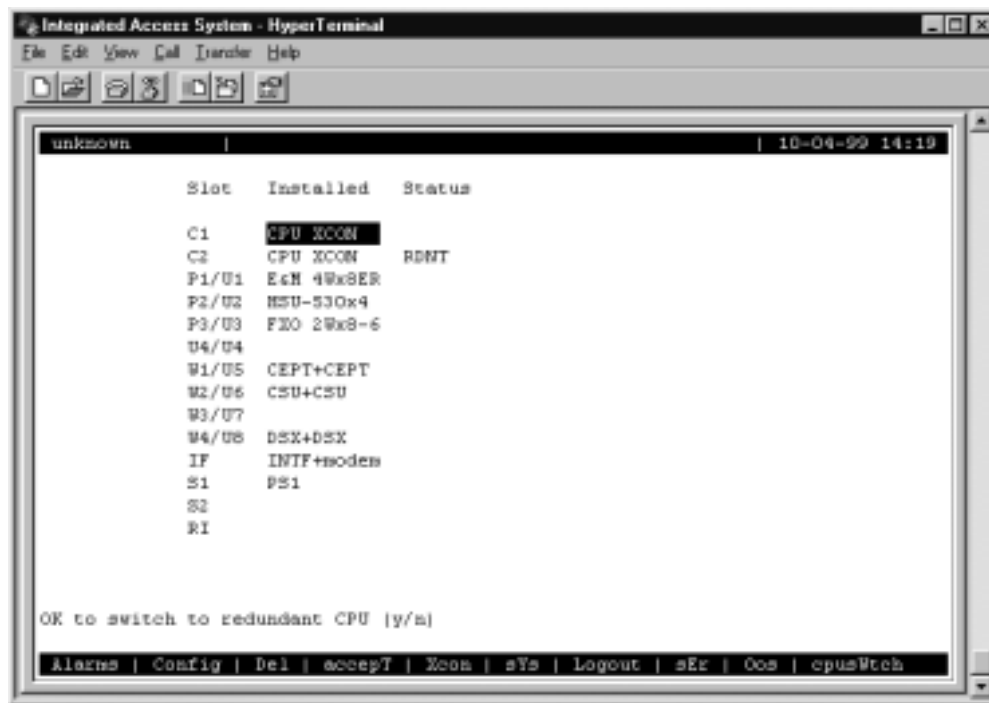 Integrated Access System - HyperTerminal
File Edit View Call Transfer Help
unknown | | 10-04-99 14:19
Slot Installed Status
C1 CPU XCON
C2 CPU XCON RDNT
P1/U1 E&M 4Wx8ER
P2/U2 HSU-530x4
P3/U3 FXO 2Wx8-6
U4/U4
W1/U5 CEPT+CEPT
W2/U6 CSU+CSU
W3/U7
W4/U8 DSX+DSX
IF INTF+modem
S1 PS1
S2
RI
OK to switch to redundant CPU (y/n)
Alarms | Config | Del | accepT | Xcon | sYs | Logout | sEr | Oos | cpusWtch